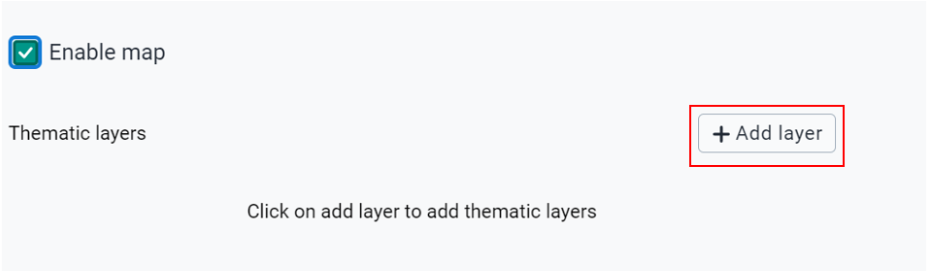 Enable map
Thematic layers
+ Add layer
Click on add layer to add thematic layers